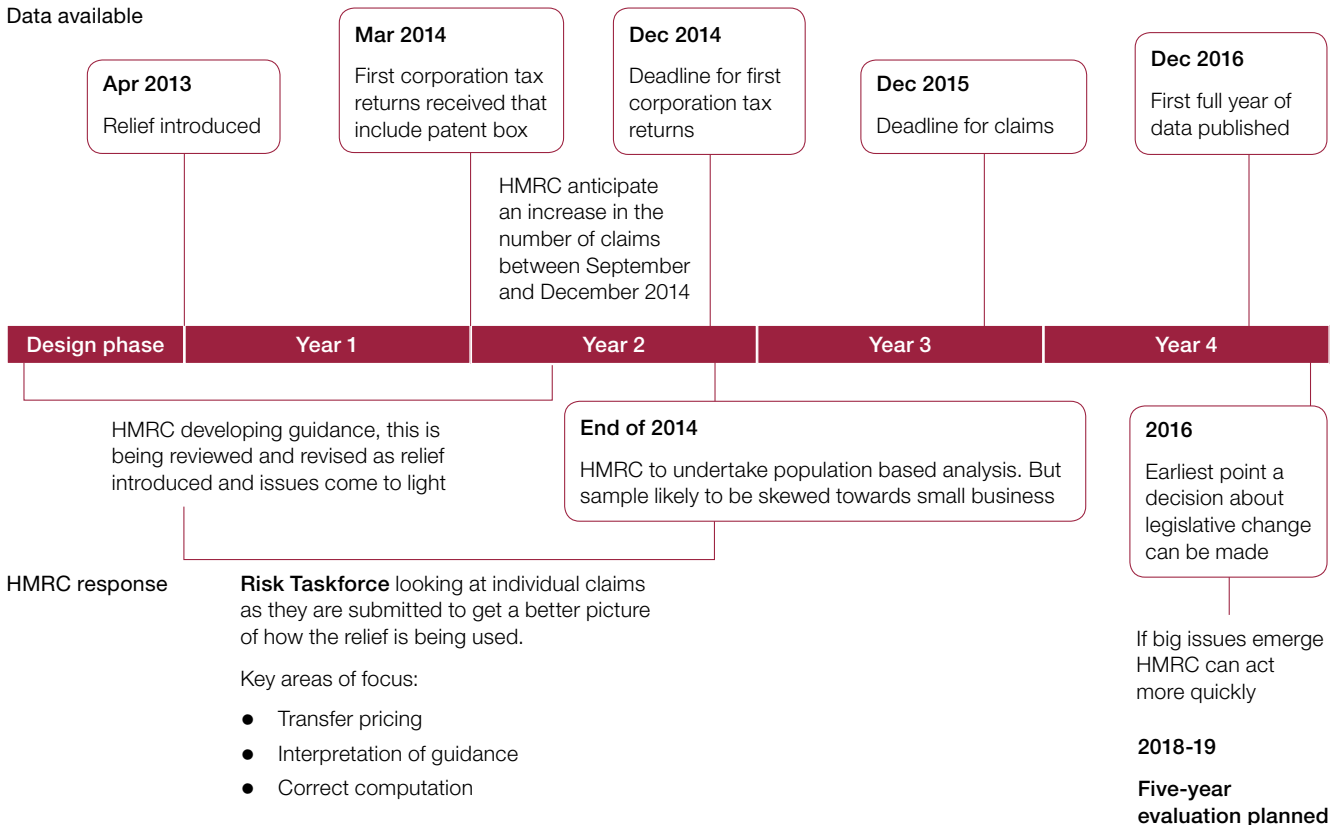 Data available
Apr 2013
Relief introduced
Mar 2014
First corporation tax
returns received that
include patent box
Dec 2014
Deadline for first
corporation tax
returns
Dec 2015
Deadline for claims
Dec 2016
First full year of
data published
HMRC anticipate
an increase in the
number of claims
between September
and December 2014
Design phase
Year 1
Year 2
Year 3
Year 4
HMRC developing guidance, this is
being reviewed and revised as relief
introduced and issues come to light
End of 2014
HMRC to undertake population based analysis. But
sample likely to be skewed towards small business
2016
Earliest point a
decision about
legislative change
can be made
HMRC response
Risk Taskforce looking at individual claims
as they are submitted to get a better picture
of how the relief is being used.
Key areas of focus:
● Transfer pricing
● Interpretation of guidance
● Correct computation
If big issues emerge
HMRC can act
more quickly
2018-19
Five-year
evaluation planned